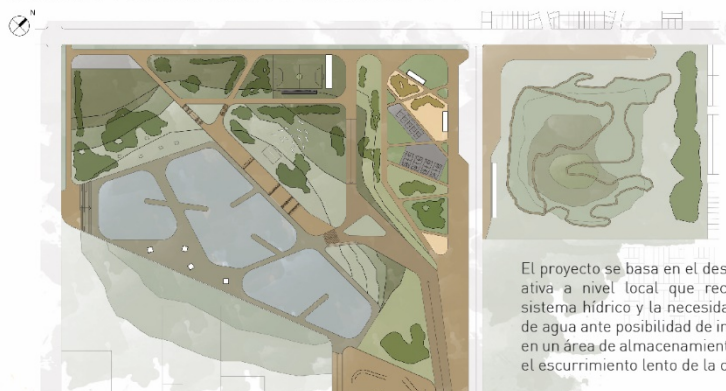 N
El proyecto se basa en el des
ativa a nivel local que rec
sistema hídrico y la necesida
de agua ante posibilidad de in
en un área de almacenamient
el escurrimiento lento de la c